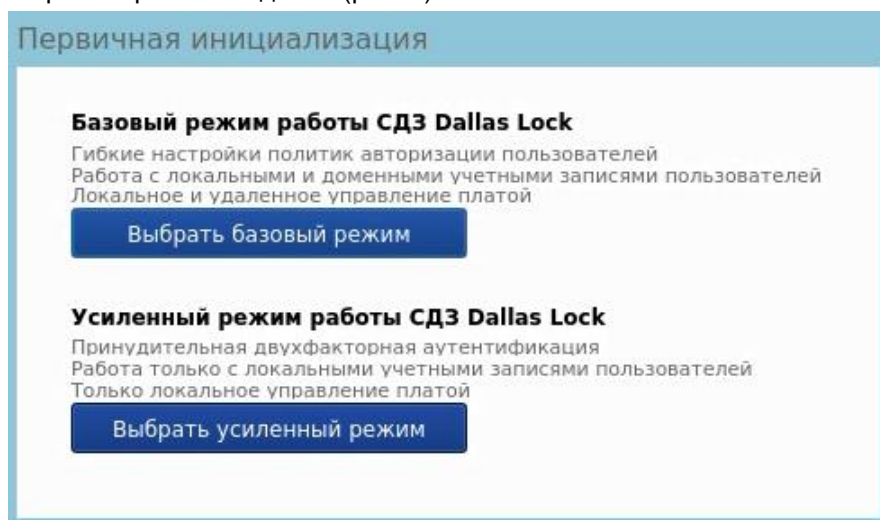 Первичная инициализация
Базовый режим работы СДЗ Dallas Lock
Гибкие настройки политик авторизации пользователей
Работа с локальными и доменными учетными записями пользователей
Локальное и удаленное управление платой
Выбрать базовый режим
Усиленный режим работы СДЗ Dallas Lock
Принудительная двухфакторная аутентификация
Работа только с локальными учетными записями пользователей
Только локальное управление платой
Выбрать усиленный режим